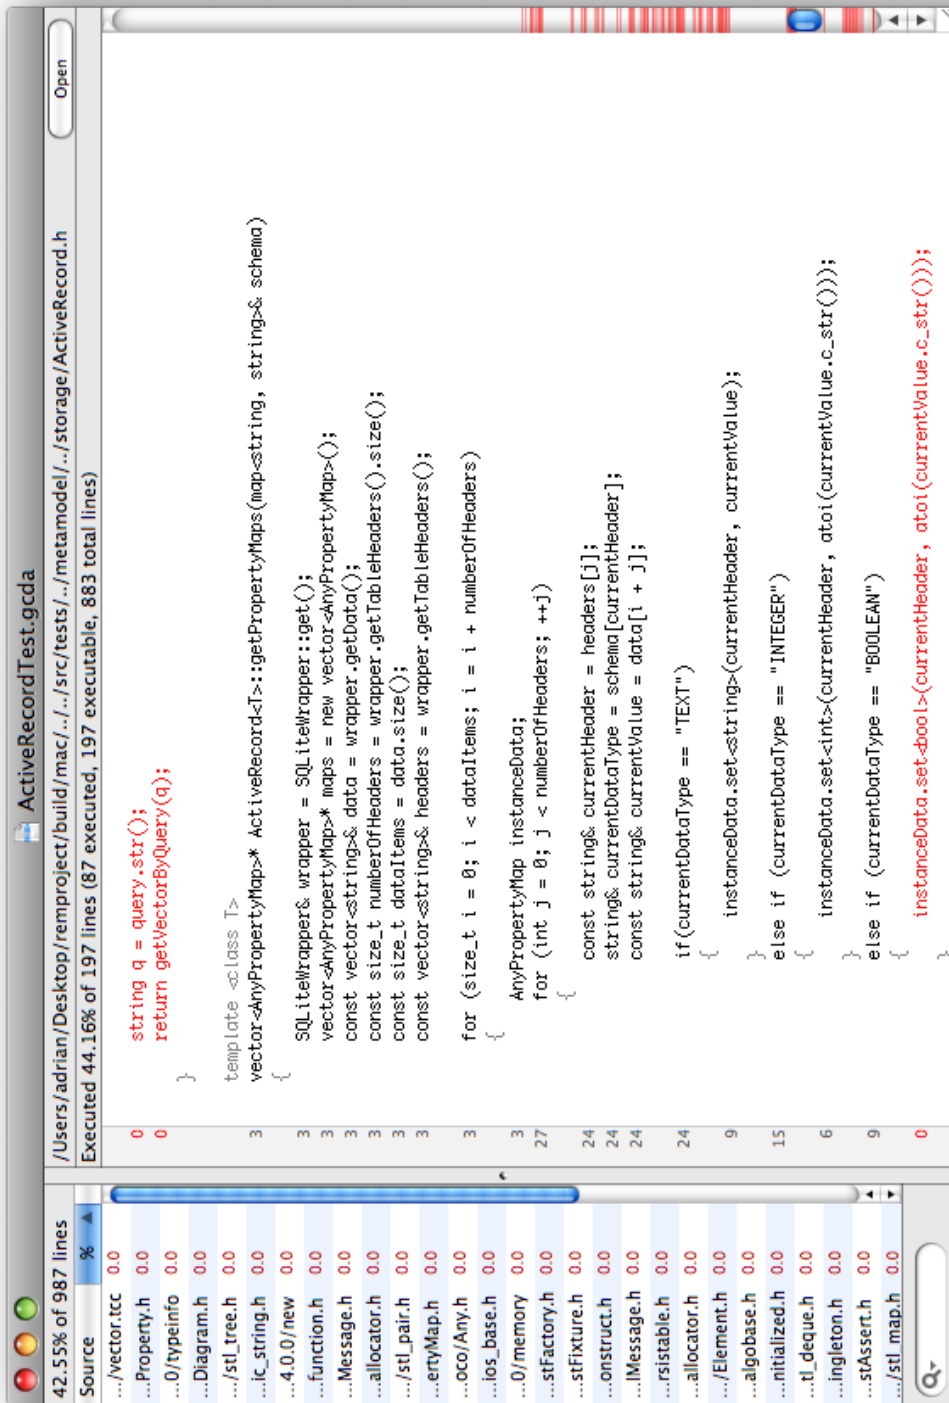 ActiveRecordTest.gcda
42.55% of 987 lines
Source %
.../vector.tcc 0.0
...Property.h 0.0
...0/typeinfo 0.0
...Diagram.h 0.0
.../stl_tree.h 0.0
...ic_string.h 0.0
...4.0.0/new 0.0
...function.h 0.0
...Message.h 0.0
...allocator.h 0.0
.../stl_pair.h 0.0
...ertyMap.h 0.0
...oco/Any.h 0.0
...ios_base.h 0.0
...0/memory 0.0
...stFactory.h 0.0
...stFixture.h 0.0
...onstruct.h 0.0
...lMessage.h 0.0
...rsistable.h 0.0
...allocator.h 0.0
.../Element.h 0.0
...algobase.h 0.0
...nitialized.h 0.0
...tl_deque.h 0.0
...ingleton.h 0.0
...stAssert.h 0.0
.../stl_map.h 0.0
/Users/adrian/Desktop/remproject/build/mac/../../src/tests/../metamodel/../storage/ActiveRecord.h
Executed 44.16% of 197 lines (87 executed, 197 executable, 883 total lines)
Open
0 string q = query.str();
0 return getVectorByQuery(q);
}
template <class T>
3 vector<AnyPropertyMap>* ActiveRecord<T>::getPropertyMaps(map<string, string>& schema)
{
3 SQLiteWrapper& wrapper = SQLiteWrapper::get();
3 vector<AnyPropertyMap>* maps = new vector<AnyPropertyMap>();
3 const vector<string>& data = wrapper.getData();
3 const size_t numberOfHeaders = wrapper.getTableHeaders().size();
3 const size_t dataItems = data.size();
3 const vector<string>& headers = wrapper.getTableHeaders();
3 for (size_t i = 0; i < dataItems; i = i + numberOfHeaders)
{
3 AnyPropertyMap instanceData;
27 for (int j = 0; j < numberOfHeaders; ++j)
{
24 const string& currentHeader = headers[j];
24 string& currentDataType = schema[currentHeader];
24 const string& currentValue = data[i + j];
24 if(currentDataType == "TEXT")
{
9 instanceData.set<string>(currentHeader, currentValue);
}
15 else if (currentDataType == "INTEGER")
{
6 instanceData.set<int>(currentHeader, atoi(currentValue.c_str()));
}
9 else if (currentDataType == "BOOLEAN")
{
0 instanceData.set<bool>(currentHeader, atoi(currentValue.c_str()));
}